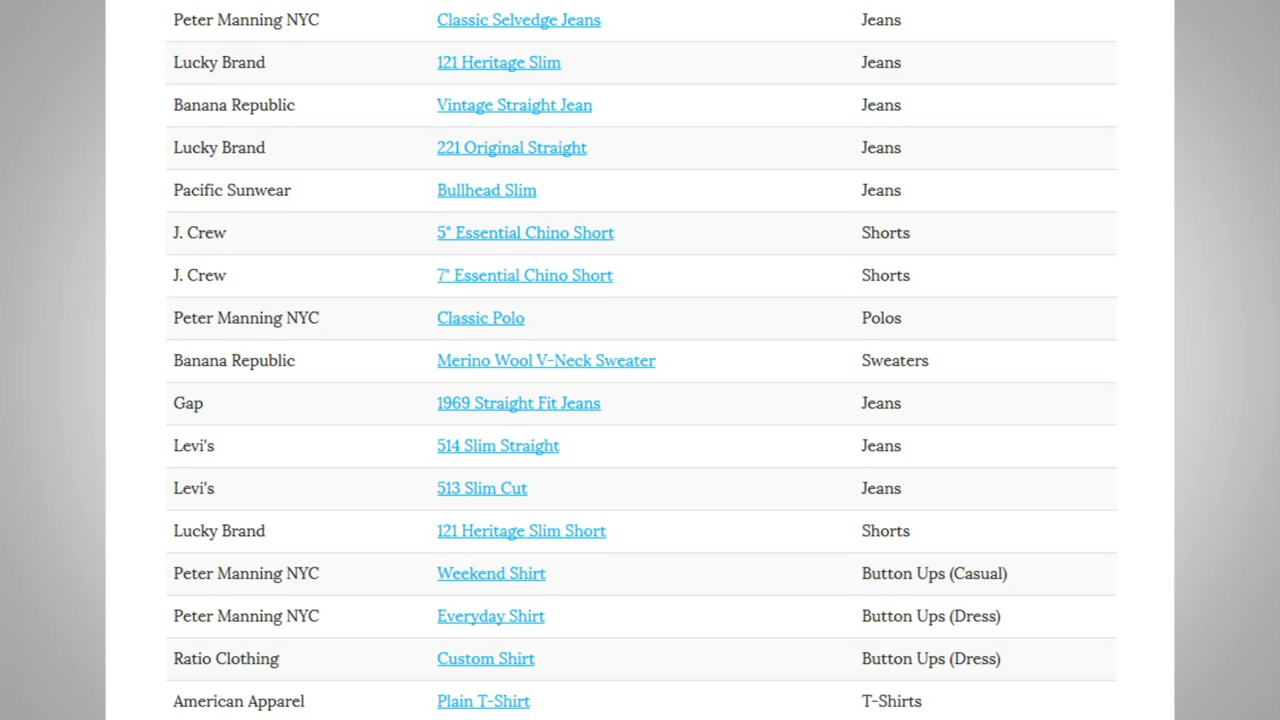 Peter Manning NYC Classic Selvedge Jeans Jeans
Lucky Brand 121 Heritage Slim Jeans
Banana Republic Vintage Straight Jean Jeans
Lucky Brand 221 Original Straight Jeans
Pacific Sunwear Bullhead Slim Jeans
J. Crew 5" Essential Chino Short Shorts
J. Crew 7" Essential Chino Short Shorts
Peter Manning NYC Classic Polo Polos
Banana Republic Merino Wool V-Neck Sweater Sweaters
Gap 1969 Straight Fit Jeans Jeans
Levi's 514 Slim Straight Jeans
Levi's 513 Slim Cut Jeans
Lucky Brand 121 Heritage Slim Short Shorts
Peter Manning NYC Weekend Shirt Button Ups (Casual)
Peter Manning NYC Everyday Shirt Button Ups (Dress)
Ratio Clothing Custom Shirt Button Ups (Dress)
American Apparel Plain T-Shirt T-Shirts